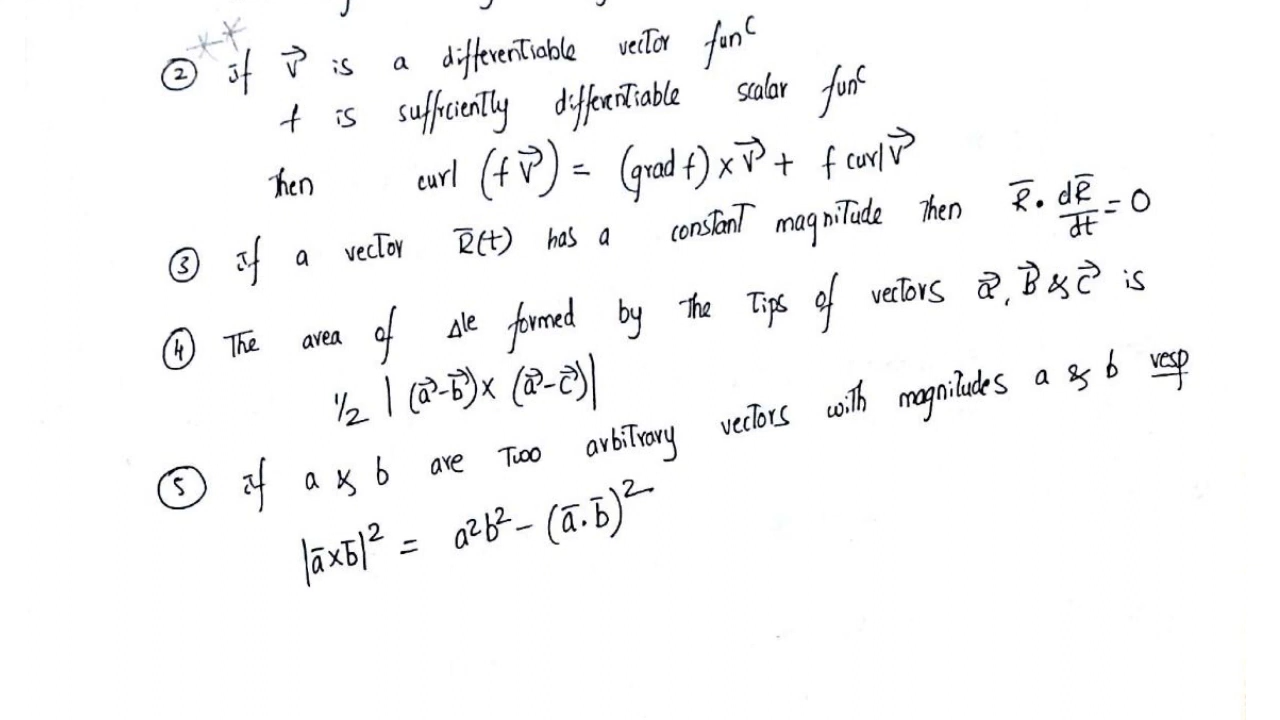 ** ② If V⃗ is a differentiable vector funᶜ
f is sufficiently differentiable scalar funᶜ
Then curl (f V⃗) = (grad f) × V⃗ + f curl V⃗
③ If a vector R̄(t) has a constant magnitude Then R̄ . dR̄/dt = 0
④ The area of Δle formed by the Tips of vectors a⃗, B⃗ & c⃗ is
1/2 | (a⃗-b⃗) × (a⃗-c⃗)|
⑤ If a & b are Two arbitrary vectors with magnitudes a & b resp
|ā×b̄|² = a²b² - (ā.b̄)²